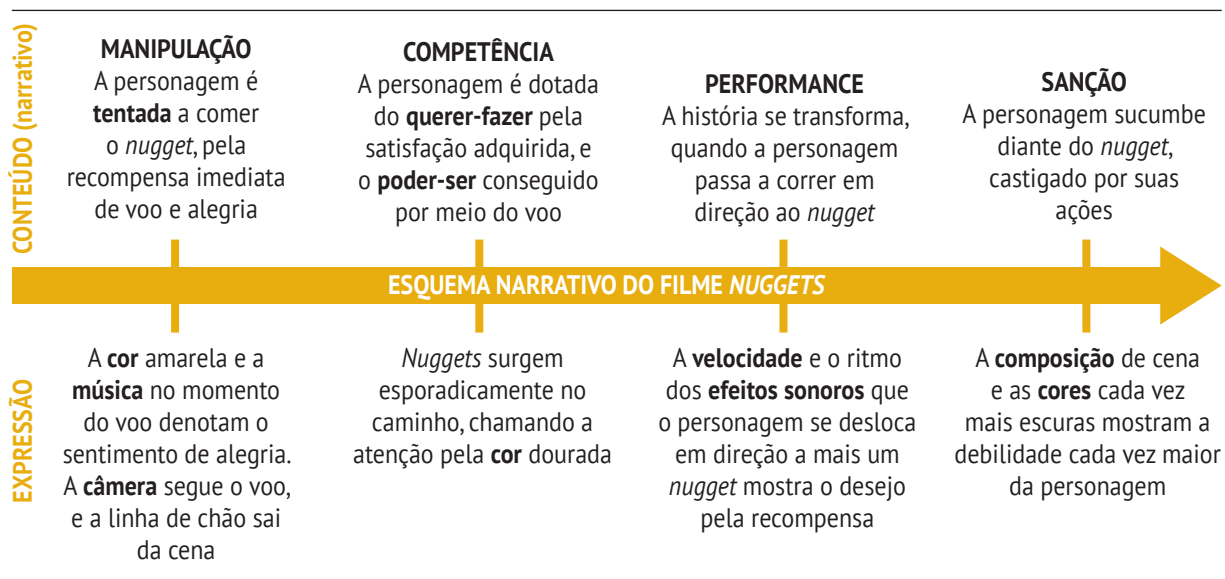 CONTEÚDO (narrativo)
MANIPULAÇÃO
A personagem é
tentada a comer
o nugget, pela
recompensa imediata
de voo e alegria
COMPETÊNCIA
A personagem é dotada
do querer-fazer pela
satisfação adquirida, e
o poder-ser conseguido
por meio do voo
PERFORMANCE
A história se transforma,
quando a personagem
passa a correr em
direção ao nugget
SANÇÃO
A personagem sucumbe
diante do nugget,
castigado por suas
ações
ESQUEMA NARRATIVO DO FILME NUGGETS
EXPRESSÃO
A cor amarela e a
música no momento
do voo denotam o
sentimento de alegria.
A câmera segue o voo,
e a linha de chão sai
da cena
Nuggets surgem
esporadicamente no
caminho, chamando a
atenção pela cor dourada
A velocidade e o ritmo
dos efeitos sonoros que
o personagem se desloca
em direção a mais um
nugget mostra o desejo
pela recompensa
A composição de cena
e as cores cada vez
mais escuras mostram a
debilidade cada vez maior
da personagem